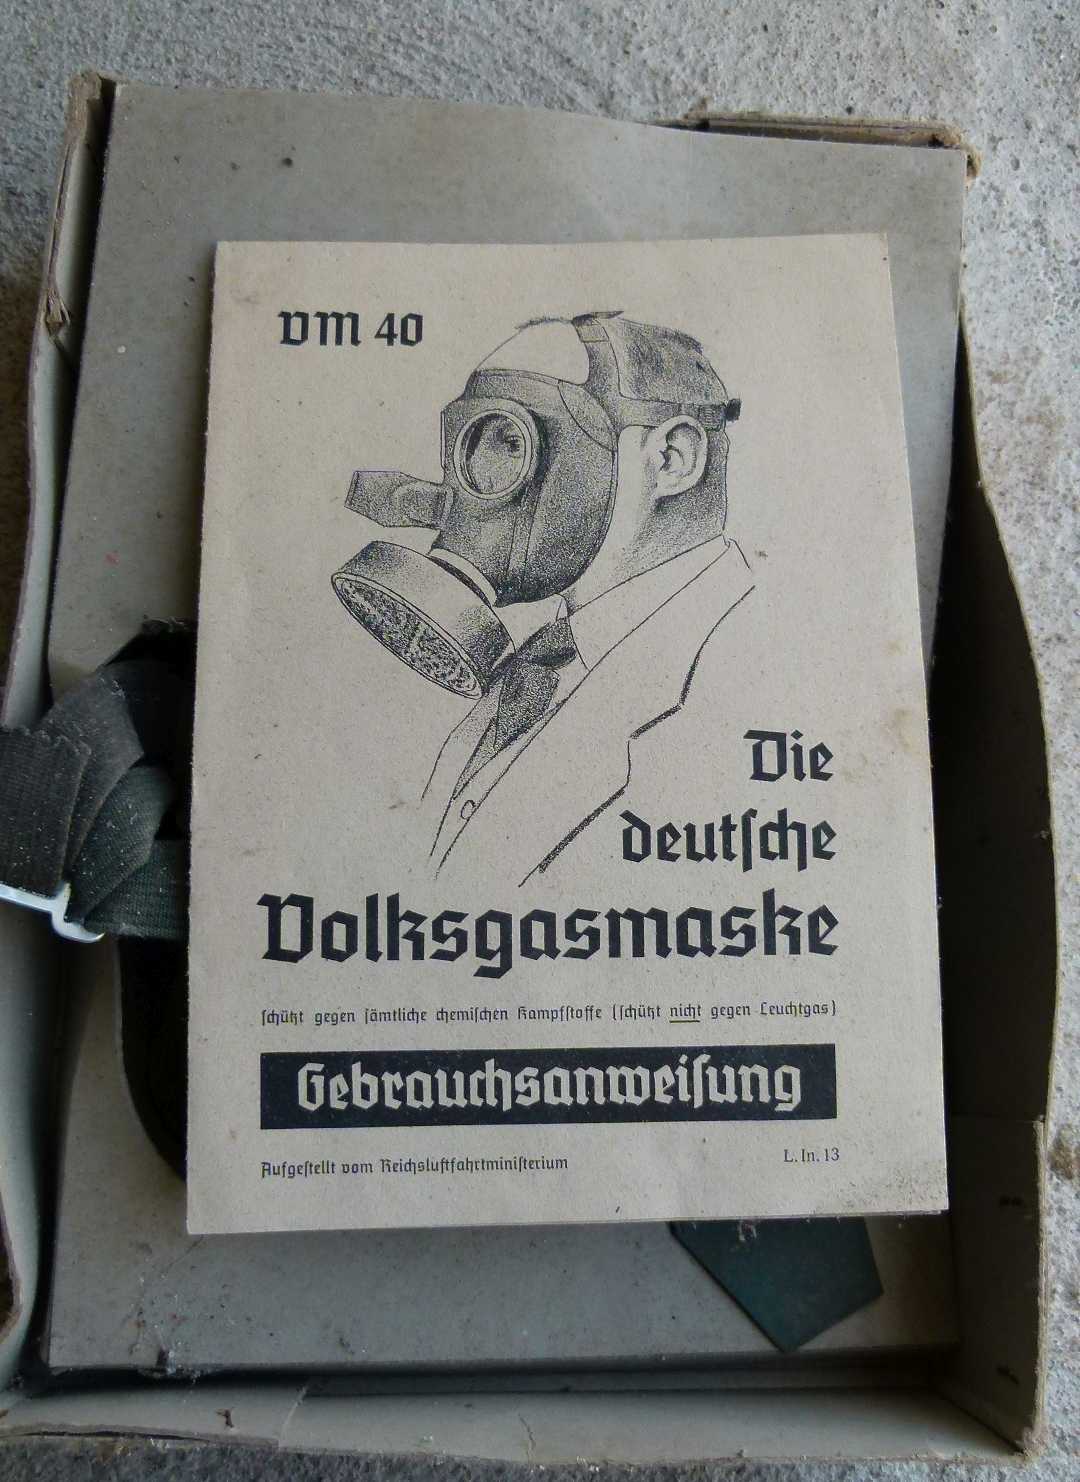 VM 40
Die
deutſche
Volksgasmaske
ſchützt gegen ſämtliche chemiſchen Kampfſtoffe (ſchützt nicht gegen Leuchtgas)
Gebrauchsanweiſung
Aufgeſtellt vom Reichsluftfahrtminiſterium
L. In. 13